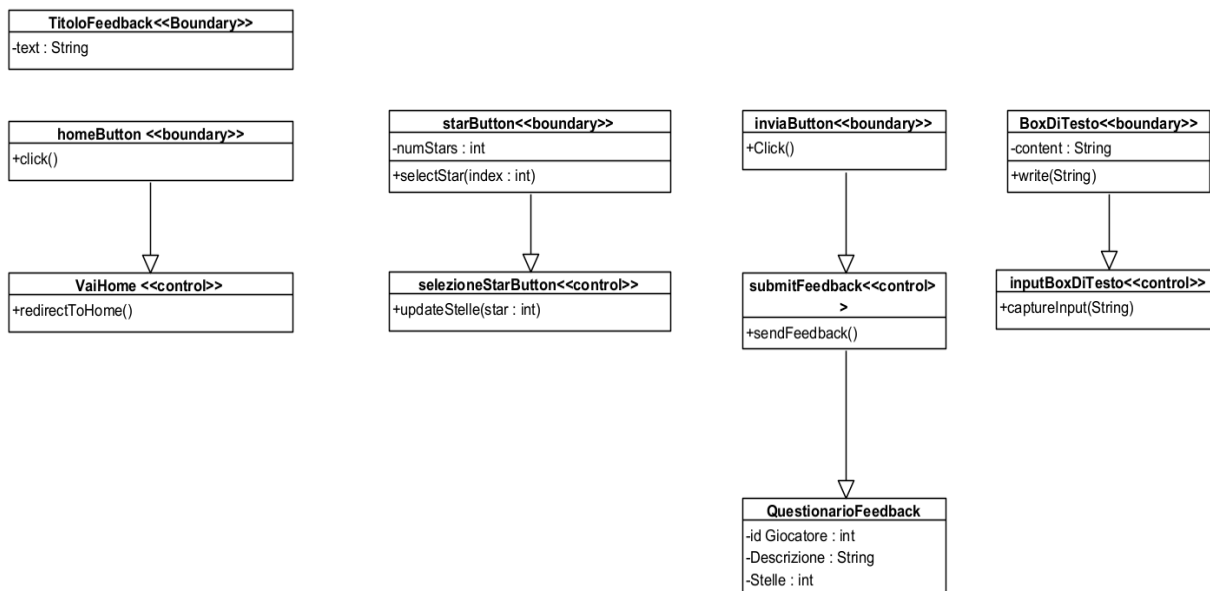 TitoloFeedback<<Boundary>>
-text : String
homeButton <<boundary>>
+click()
VaiHome <<control>>
+redirectToHome()
starButton<<boundary>>
-numStars : int
+selectStar(index : int)
selezioneStarButton<<control>>
+updateStelle(star : int)
inviaButton<<boundary>>
+Click()
submitFeedback<<control>
>
+sendFeedback()
QuestionarioFeedback
-id Giocatore : int
-Descrizione : String
-Stelle : int
BoxDiTesto<<boundary>>
-content : String
+write(String)
inputBoxDiTesto<<control>>
+captureInput(String)